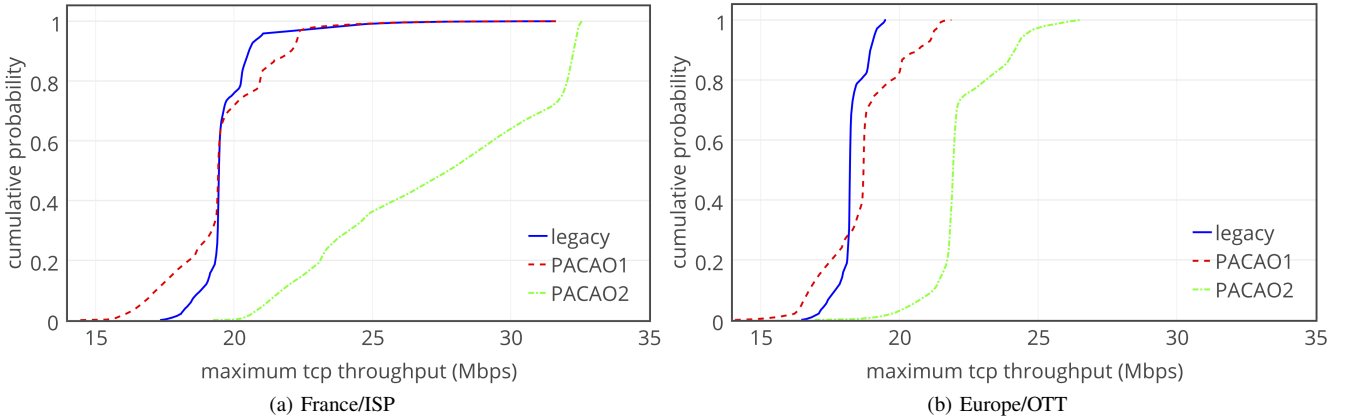 cumulative probability
1
0.8
0.6
0.4
0.2
0
15
20
25
30
35
legacy
PACAO1
PACAO2
maximum tcp throughput (Mbps)
(a) France/ISP
cumulative probability
1
0.8
0.6
0.4
0.2
0
15
20
25
30
35
legacy
PACAO1
PACAO2
maximum tcp throughput (Mbps)
(b) Europe/OTT